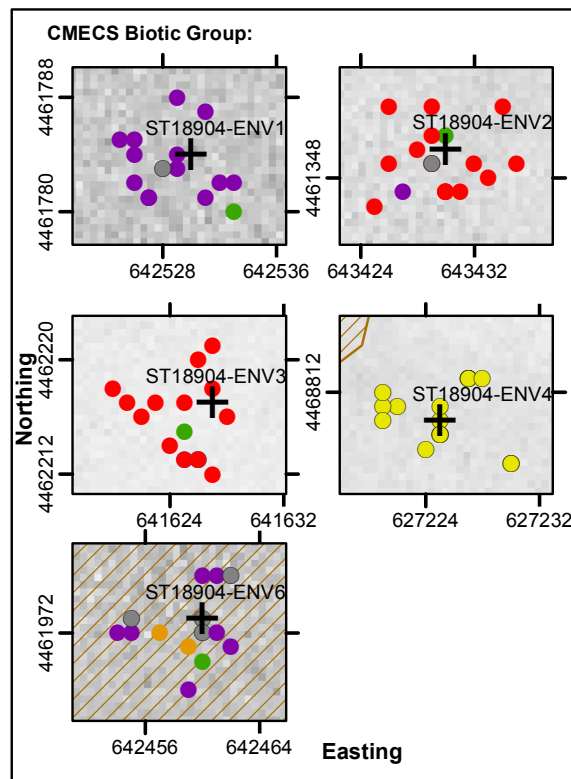 CMECS Biotic Group:
4461788
4461780
ST18904-ENV1
642528
642536
4461348
ST18904-ENV2
643424
643432
Northing
4462220
4462212
ST18904-ENV3
641624
641632
4468812
ST18904-ENV4
627224
627232
4461972
ST18904-ENV6
642456
642464
Easting